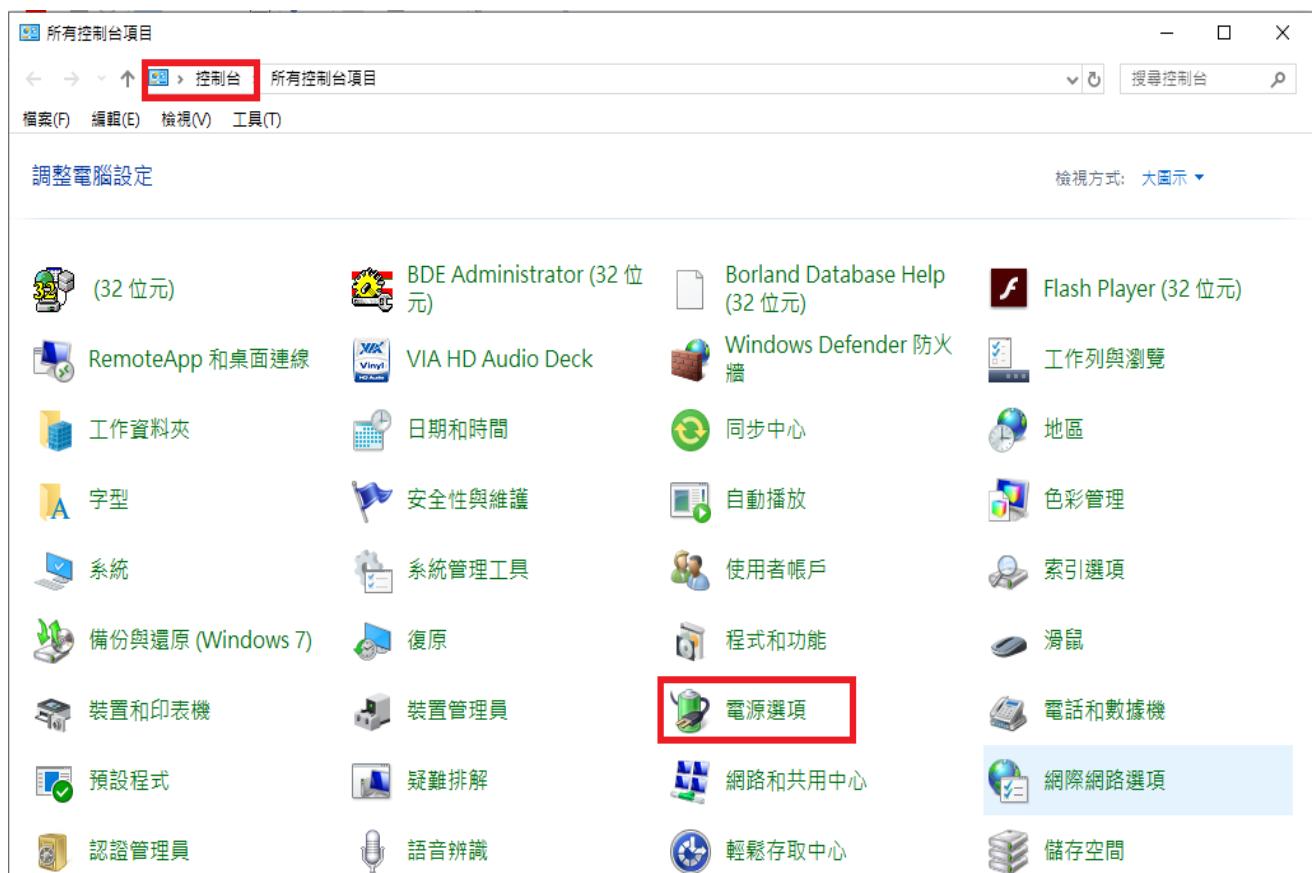 所有控制台項目
控制台 所有控制台項目 搜尋控制台
檔案(F) 編輯(E) 檢視(V) 工具(T)
調整電腦設定 檢視方式: 大圖示
(32 位元) BDE Administrator (32 位元) Borland Database Help (32 位元) Flash Player (32 位元)
RemoteApp 和桌面連線 VIA HD Audio Deck Windows Defender 防火牆 工作列與瀏覽
工作資料夾 日期和時間 同步中心 地區
字型 安全性與維護 自動播放 色彩管理
系統 系統管理工具 使用者帳戶 索引選項
備份與還原 (Windows 7) 復原 程式和功能 滑鼠
裝置和印表機 裝置管理員 電源選項 電話和數據機
預設程式 疑難排解 網路和共用中心 網際網路選項
認證管理員 語音辨識 輕鬆存取中心 儲存空間